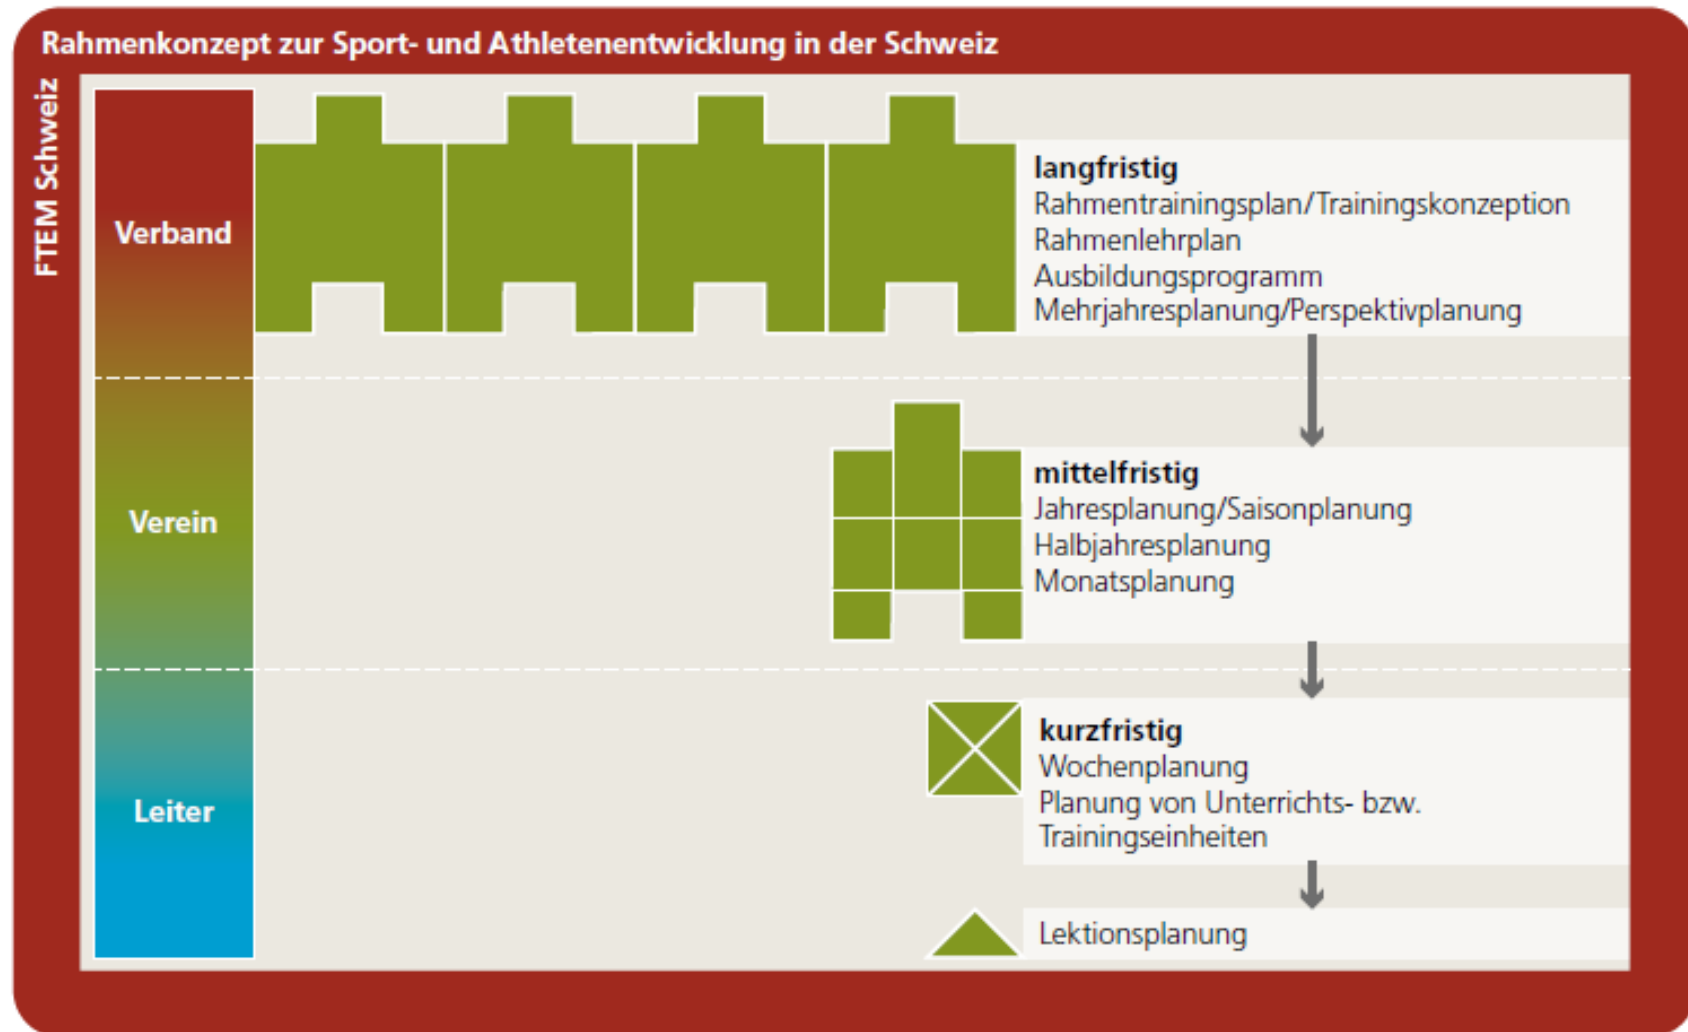 Rahmenkonzept zur Sport- und Athletenentwicklung in der Schweiz
FTEM Schweiz
Verband
langfristig
Rahmentrainingsplan/Trainingskonzeption
Rahmenlehrplan
Ausbildungsprogramm
Mehrjahresplanung/Perspektivplanung
Verein
mittelfristig
Jahresplanung/Saisonplanung
Halbjahresplanung
Monatsplanung
Leiter
kurzfristig
Wochenplanung
Planung von Unterrichts- bzw.
Trainingseinheiten
Lektionsplanung